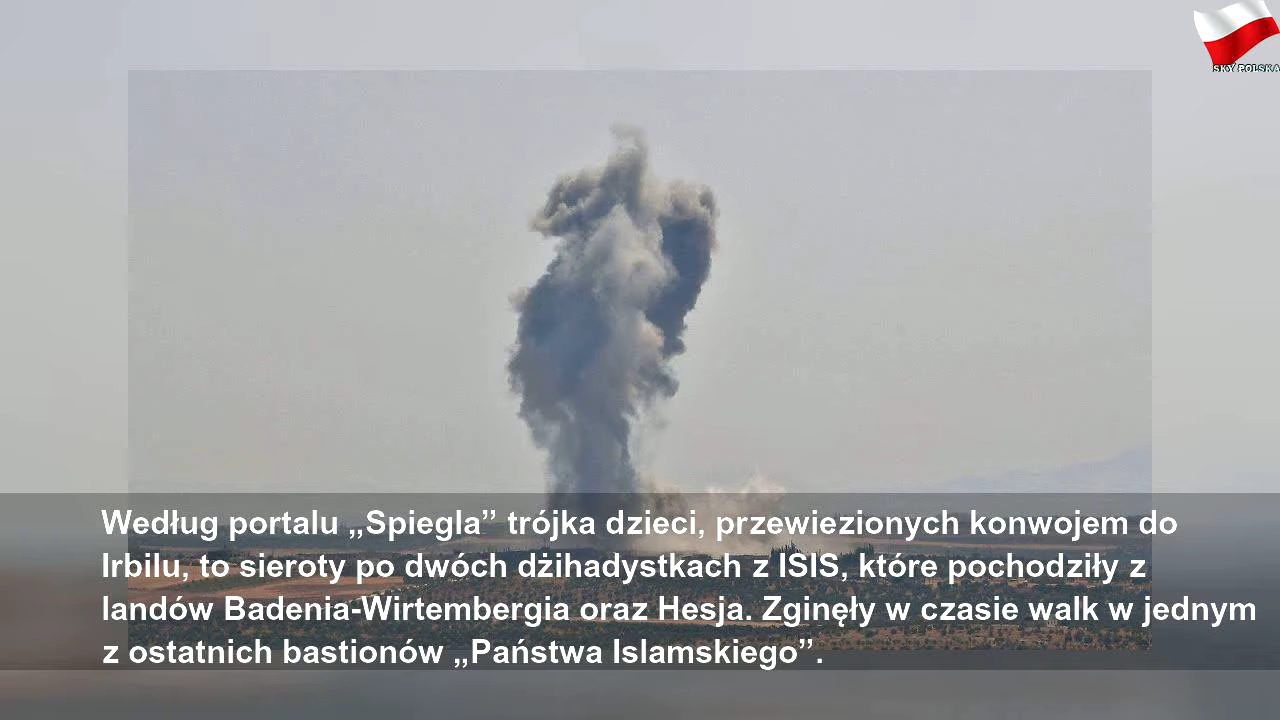 SKY POLSKA
Według portalu „Spiegla” trójka dzieci, przewiezionych konwojem do
Irbilu, to sieroty po dwóch dżihadystkach z ISIS, które pochodziły z
landów Badenia-Wirtembergia oraz Hesja. Zginęły w czasie walk w jednym
z ostatnich bastionów „Państwa Islamskiego”.